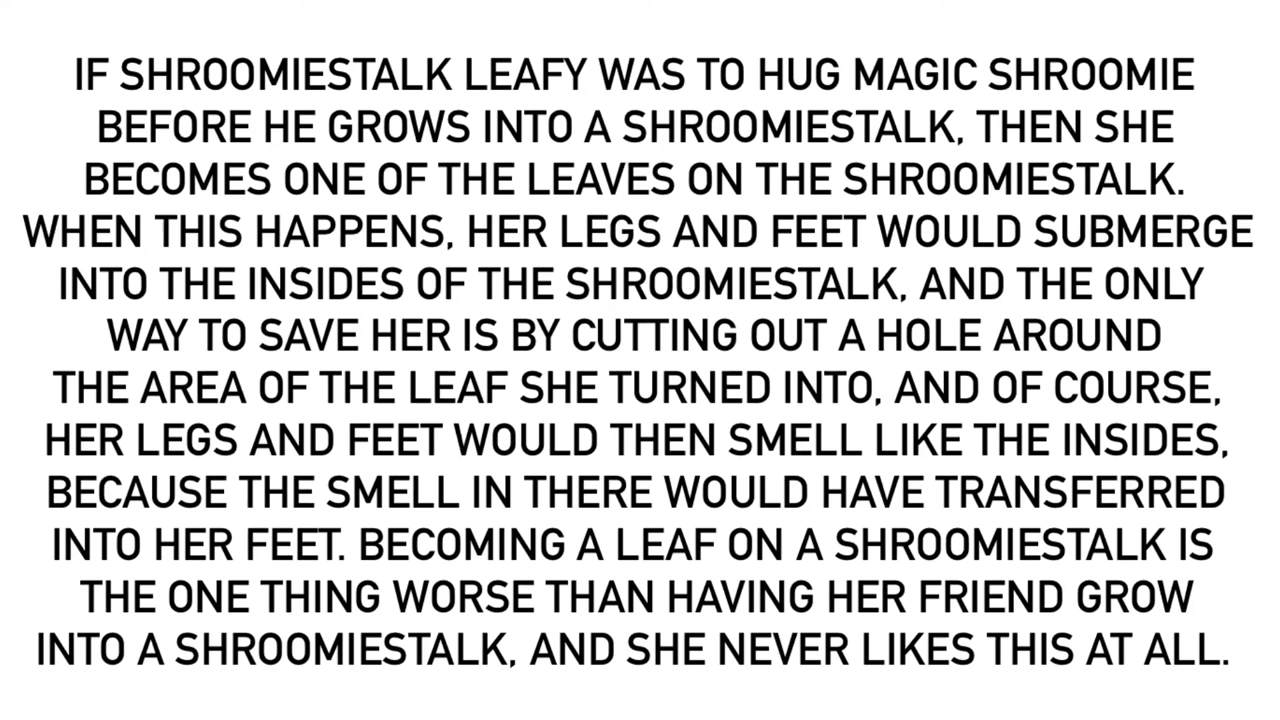 IF SHROOMIESTALK LEAFY WAS TO HUG MAGIC SHROOMIE
BEFORE HE GROWS INTO A SHROOMIESTALK, THEN SHE
BECOMES ONE OF THE LEAVES ON THE SHROOMIESTALK.
WHEN THIS HAPPENS, HER LEGS AND FEET WOULD SUBMERGE
INTO THE INSIDES OF THE SHROOMIESTALK, AND THE ONLY
WAY TO SAVE HER IS BY CUTTING OUT A HOLE AROUND
THE AREA OF THE LEAF SHE TURNED INTO, AND OF COURSE,
HER LEGS AND FEET WOULD THEN SMELL LIKE THE INSIDES,
BECAUSE THE SMELL IN THERE WOULD HAVE TRANSFERRED
INTO HER FEET. BECOMING A LEAF ON A SHROOMIESTALK IS
THE ONE THING WORSE THAN HAVING HER FRIEND GROW
INTO A SHROOMIESTALK, AND SHE NEVER LIKES THIS AT ALL.